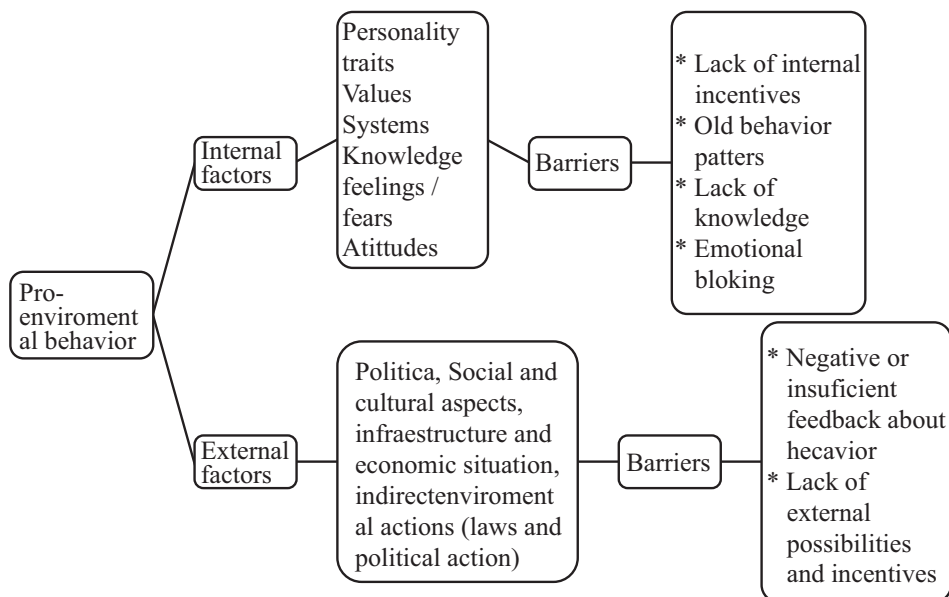 Pro-
enviroment
al behavior
Internal
factors
Personality
traits
Values
Systems
Knowledge
feelings /
fears
Atittudes
Barriers
* Lack of internal
incentives
* Old behavior
patters
* Lack of
knowledge
* Emotional
bloking
External
factors
Politica, Social and
cultural aspects,
infraestructure and
economic situation,
indirectenviroment
al actions (laws and
political action)
Barriers
* Negative or
insuficient
feedback about
hecavior
* Lack of
external
possibilities
and incentives